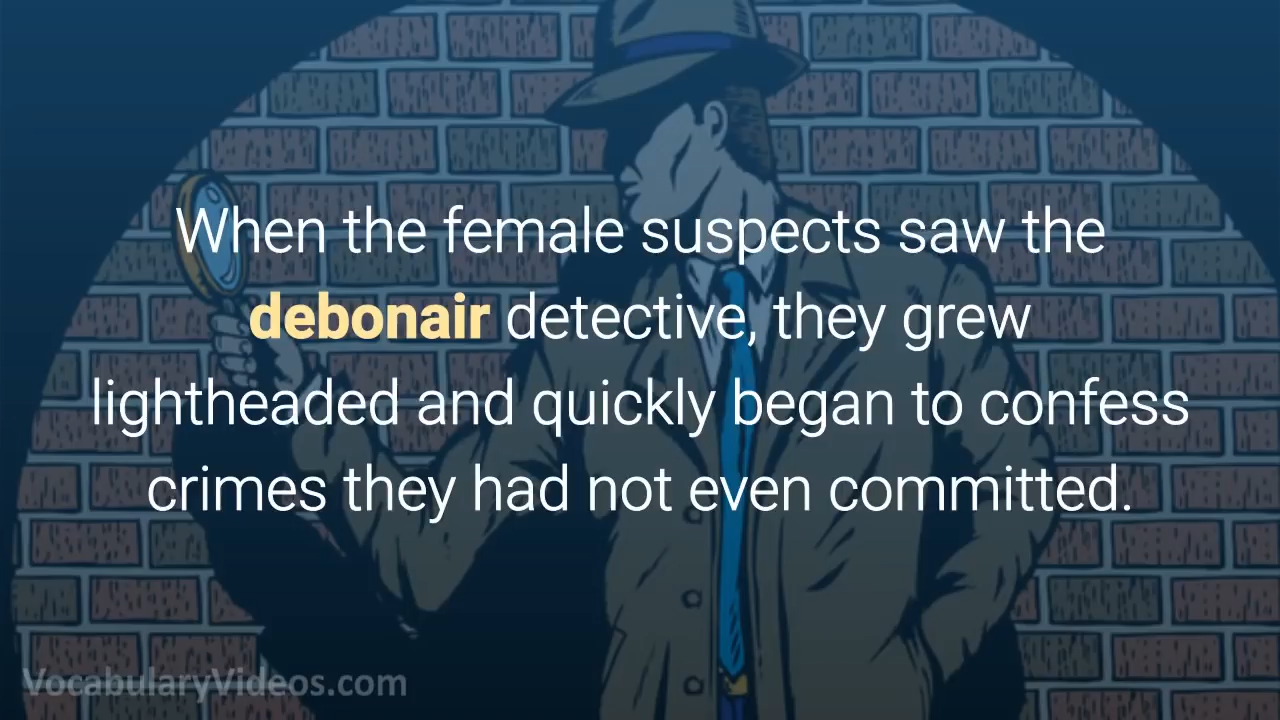 When the female suspects saw the
debonair detective, they grew
lightheaded and quickly began to confess
crimes they had not even committed.
VocabularyVideos.com